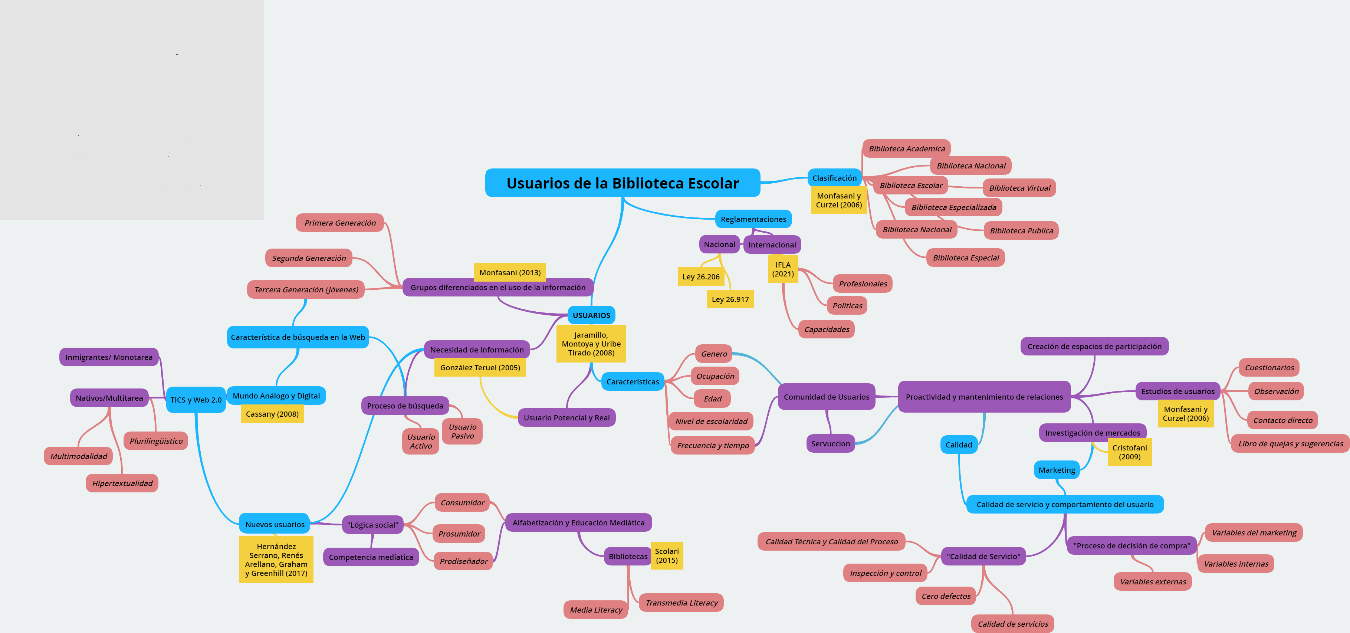 Usuarios de la Biblioteca Escolar
Clasificación
Monfasani y
Curzel (2006)
Biblioteca Academica
Biblioteca Nacional
Biblioteca Escolar
Biblioteca Virtual
Biblioteca Especializada
Biblioteca Nacional
Biblioteca Publica
Biblioteca Especial
Reglamentaciones
Nacional
Internacional
Ley 26.206
Ley 26.917
IFLA
(2021)
Profesionales
Politicas
Capacidades
Primera Generación
Segunda Generación
Tercera Generación (Jóvenes)
Monfasani (2013)
Grupos diferenciados en el uso de la información
USUARIOS
Jaramillo,
Montoya y Uribe
Tirado (2008)
Característica de búsqueda en la Web
Necesidad de Información
González Teruel (2005)
Inmigrantes/ Monotarea
Nativos/Multitarea
TICS y Web 2.0
Mundo Análogo y Digital
Cassany (2008)
Plurilingüistico
Multimodalidad
Hipertextualidad
Proceso de búsqueda
Usuario
Activo
Usuario
Pasivo
Usuario Potencial y Real
Características
Genero
Ocupación
Edad
Nivel de escolaridad
Frecuencia y tiempo
Comunidad de Usuarios
Servuccion
Proactividad y mantenimiento de relaciones
Creación de espacios de participación
Estudios de usuarios
Monfasani y
Curzel (2006)
Cuestionarios
Observación
Contacto directo
Libro de quejas y sugerencias
Investigación de mercados
Cristofani
(2009)
Calidad
Marketing
Calidad de servicio y comportamiento del usuario
Nuevos usuarios
Hernández
Serrano, Renés
Arellano, Graham
y Greenhill (2017)
"Lógica social"
Competencia mediatica
Consumidor
Prosumidor
Prodiseñador
Alfabetización y Educación Mediática
Bibliotecas
Scolari
(2015)
Media Literacy
Transmedia Literacy
Calidad Técnica y Calidad del Proceso
"Calidad de Servicio"
Inspección y control
Cero defectos
Calidad de servicios
"Proceso de decisión de compra"
Variables del marketing
Variables internas
Variables externas